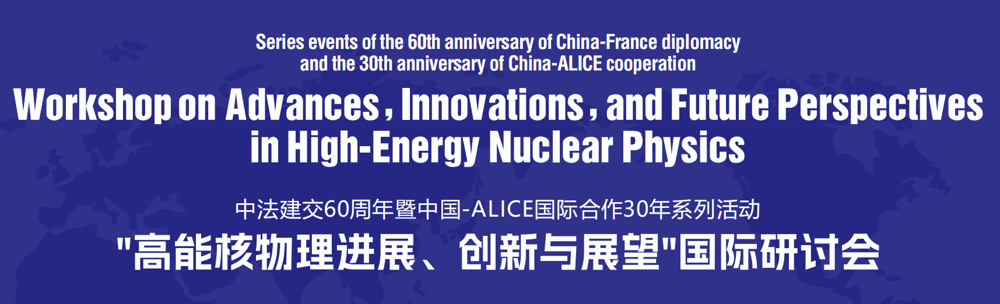 Series events of the 60th anniversary of China-France diplomacy
and the 30th anniversary of China-ALICE cooperation
Workshop on Advances, Innovations, and Future Perspectives
in High-Energy Nuclear Physics
中法建交60周年暨中国-ALICE国际合作30年系列活动
"高能核物理进展、创新与展望"国际研讨会